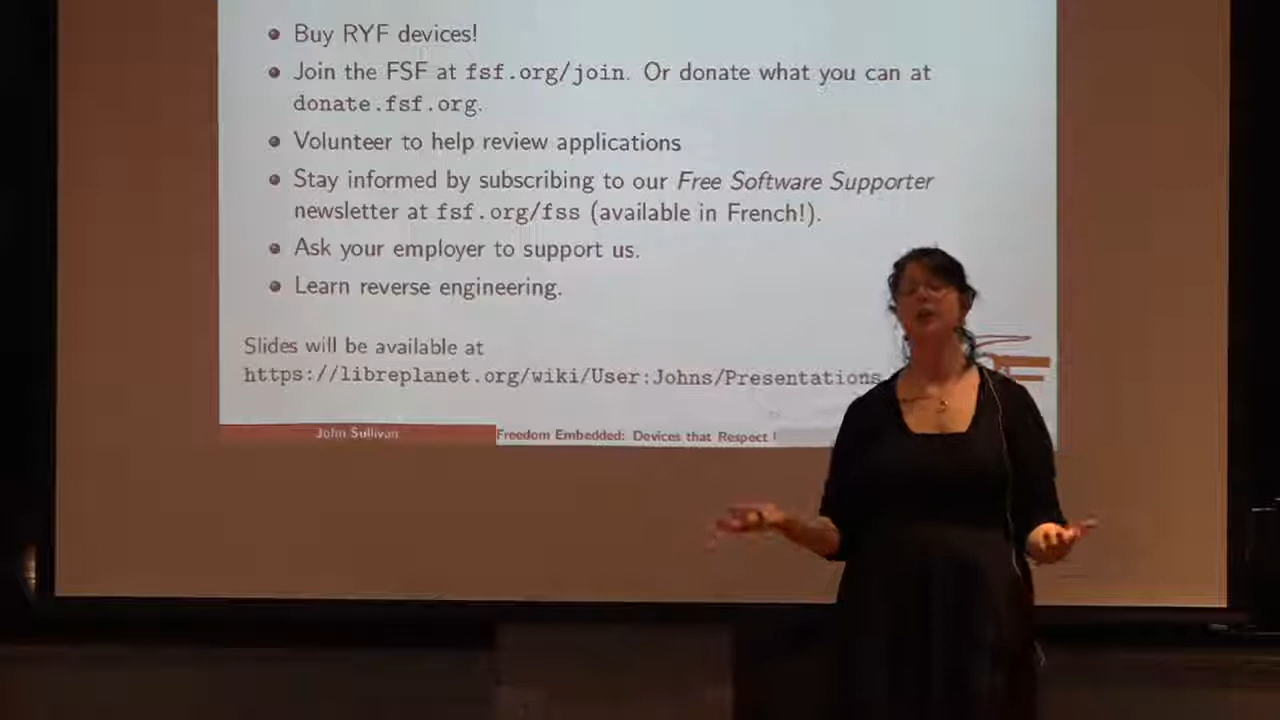 Buy RYF devices!
Join the FSF at fsf.org/join. Or donate what you can at
donate.fsf.org.
Volunteer to help review applications
Stay informed by subscribing to our Free Software Supporter
newsletter at fsf.org/fss (available in French!).
Ask your employer to support us.
Learn reverse engineering.
Slides will be available at
https://libreplanet.org/wiki/User:Johns/Presentations
John Sullivan
Freedom Embedded: Devices that Respect